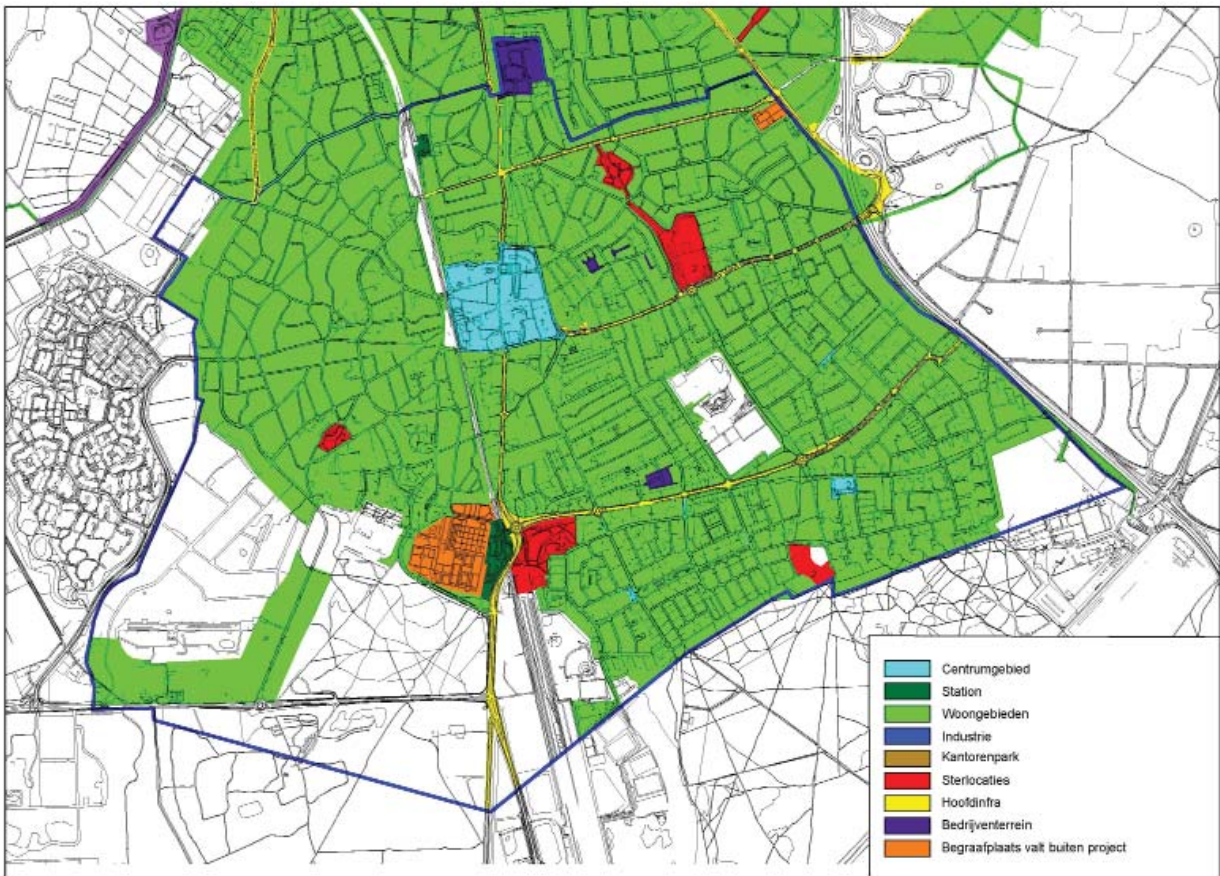 Centrumgebied
Station
Woongebieden
Industrie
Kantorenpark
Sterlocaties
Hoofdinfra
Bedrijventerrein
Begraafplaats valt buiten project